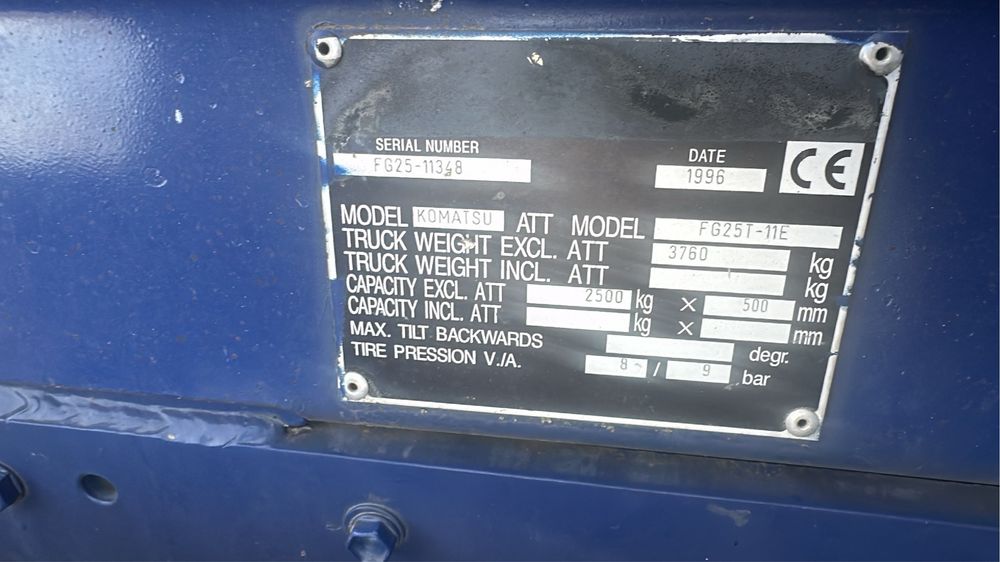 SERIAL NUMBER
FG25-11348
DATE
1996
CE
MODEL KOMATSU ATT MODEL FG25T-11E
TRUCK WEIGHT EXCL. ATT 3760 kg
TRUCK WEIGHT INCL. ATT kg
CAPACITY EXCL. ATT 2500 kg X 500 mm
CAPACITY INCL. ATT kg X mm
MAX. TILT BACKWARDS degr.
TIRE PRESSION V./A. 8 / 9 bar